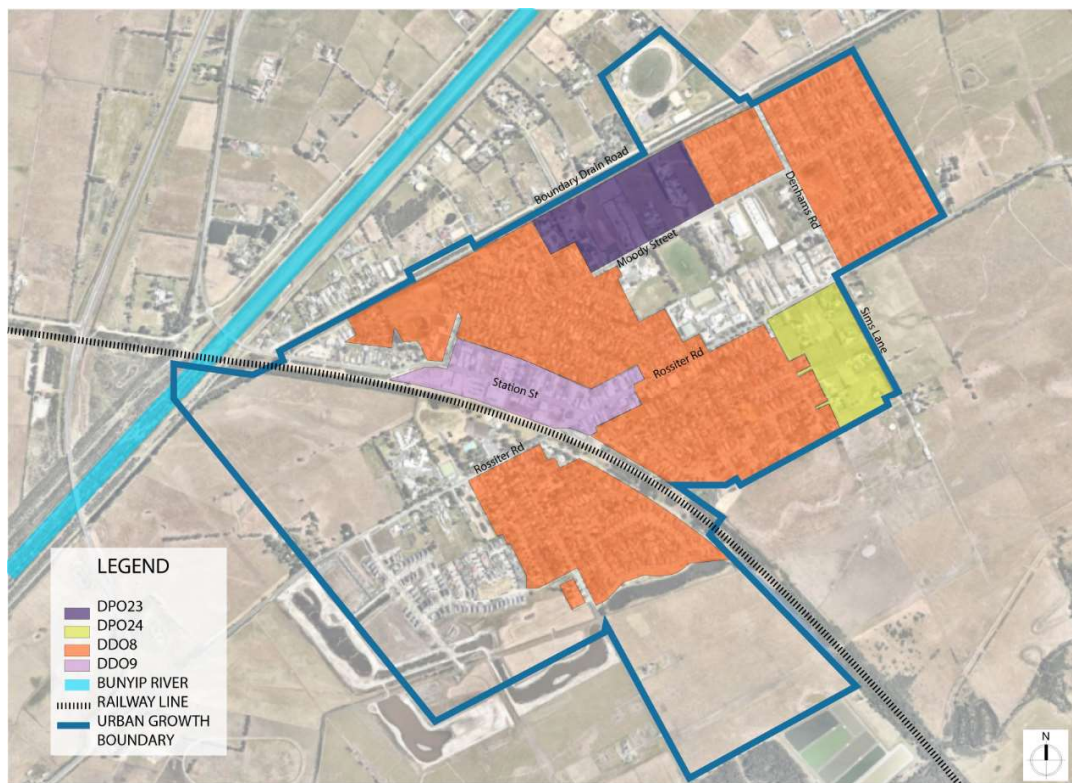 Boundary Drain Road
Denhams Rd
Moody Street
Sims Lane
Rossiter Rd
Station St
Rossiter Rd
LEGEND
DPO23
DPO24
DDO8
DDO9
BUNYIP RIVER
RAILWAY LINE
URBAN GROWTH
BOUNDARY
N